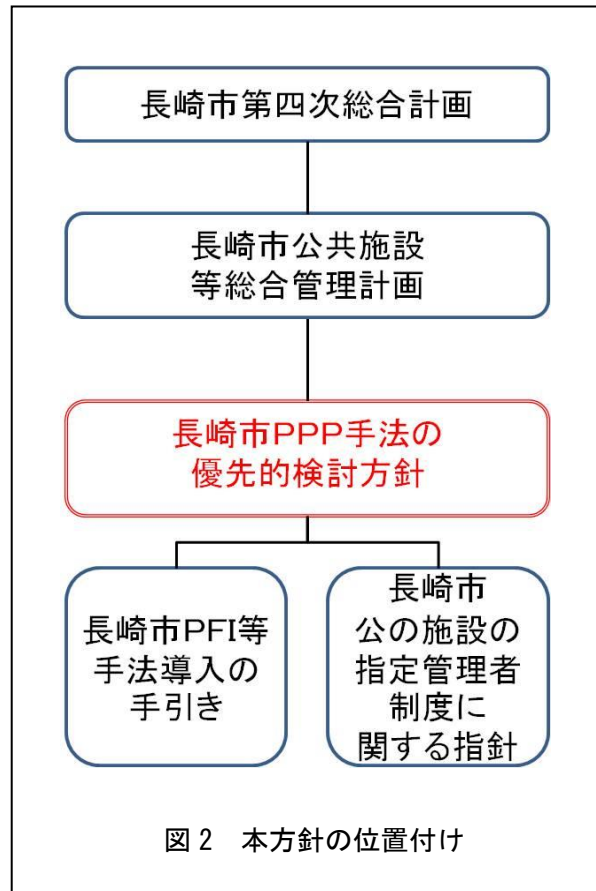 長崎市第四次総合計画
長崎市公共施設
等総合管理計画
長崎市PPP手法の
優先的検討方針
長崎市PFI等
手法導入の
手引き
長崎市
公の施設の
指定管理者
制度に
関する指針
図2 本方針の位置付け